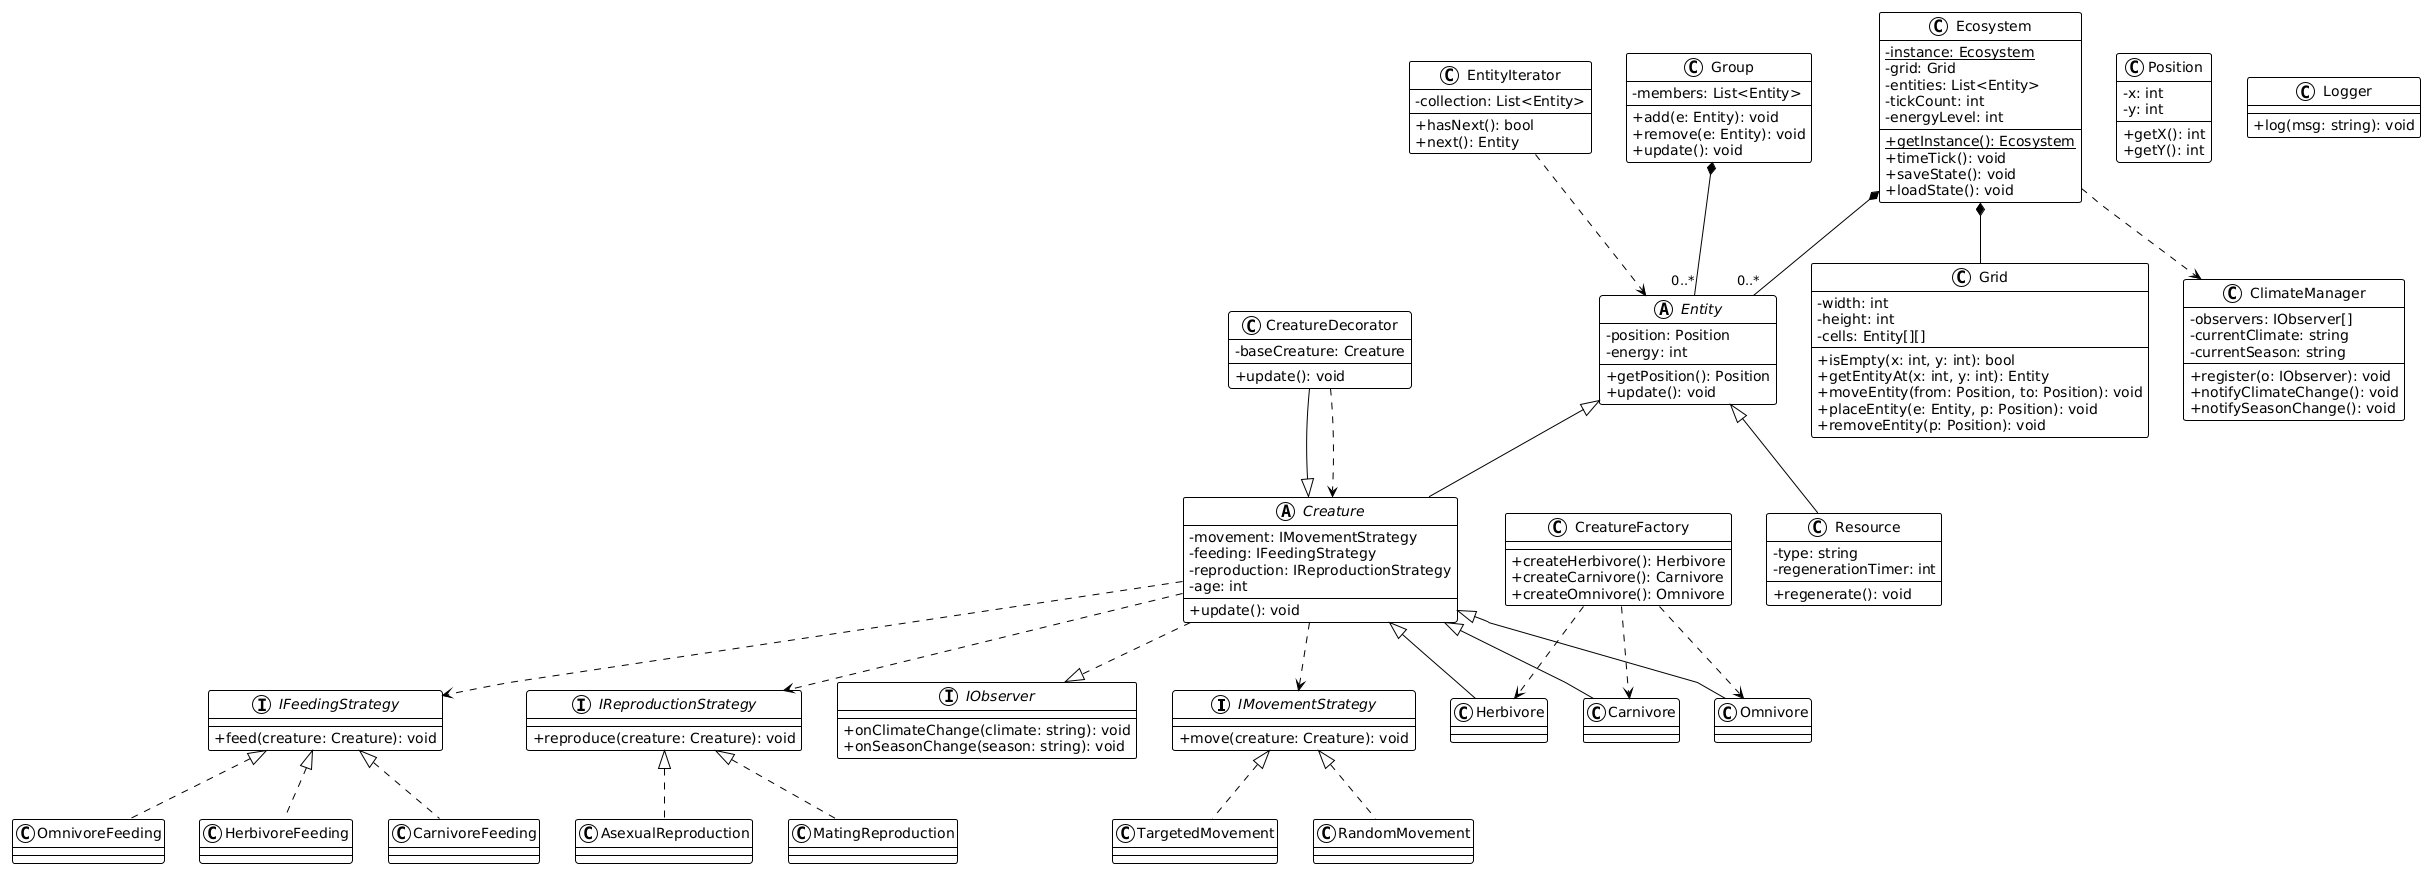 C Ecosystem
-instance: Ecosystem
-grid: Grid
-entities: List<Entity>
-tickCount: int
-energyLevel: int
+getInstance(): Ecosystem
+timeTick(): void
+saveState(): void
+loadState(): void
C EntityIterator
-collection: List<Entity>
+hasNext(): bool
+next(): Entity
C Group
-members: List<Entity>
+add(e: Entity): void
+remove(e: Entity): void
+update(): void
C Position
-x: int
-y: int
+getX(): int
+getY(): int
C Logger
+log(msg: string): void
0..*
0..*
C CreatureDecorator
-baseCreature: Creature
+update(): void
A Entity
-position: Position
-energy: int
+getPosition(): Position
+update(): void
C Grid
-width: int
-height: int
-cells: Entity[][]
+isEmpty(x: int, y: int): bool
+getEntityAt(x: int, y: int): Entity
+moveEntity(from: Position, to: Position): void
+placeEntity(e: Entity, p: Position): void
+removeEntity(p: Position): void
C ClimateManager
-observers: IObserver[]
-currentClimate: string
-currentSeason: string
+register(o: IObserver): void
+notifyClimateChange(): void
+notifySeasonChange(): void
A Creature
-movement: IMovementStrategy
-feeding: IFeedingStrategy
-reproduction: IReproductionStrategy
-age: int
+update(): void
C CreatureFactory
+createHerbivore(): Herbivore
+createCarnivore(): Carnivore
+createOmnivore(): Omnivore
C Resource
-type: string
-regenerationTimer: int
+regenerate(): void
I IFeedingStrategy
+feed(creature: Creature): void
I IReproductionStrategy
+reproduce(creature: Creature): void
I IObserver
+onClimateChange(climate: string): void
+onSeasonChange(season: string): void
I IMovementStrategy
+move(creature: Creature): void
C Herbivore
C Carnivore
C Omnivore
C OmnivoreFeeding
C HerbivoreFeeding
C CarnivoreFeeding
C AsexualReproduction
C MatingReproduction
C TargetedMovement
C RandomMovement